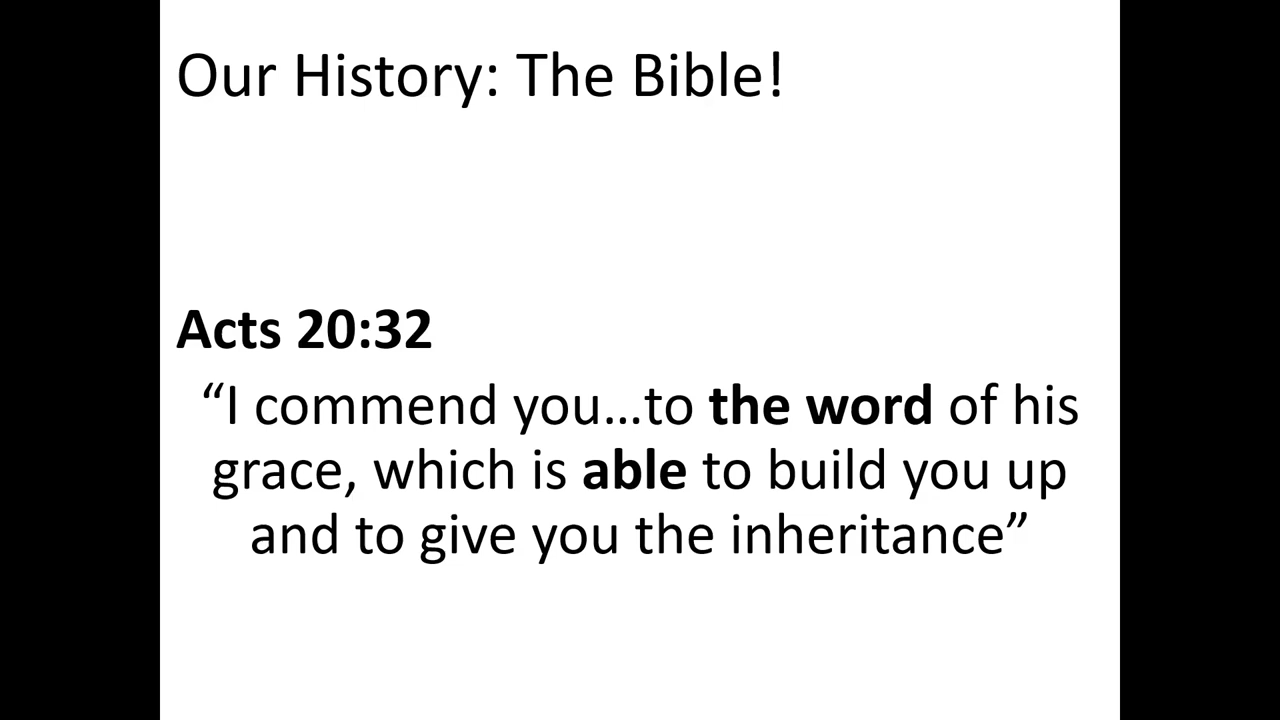 Our History: The Bible!
Acts 20:32
“I commend you…to the word of his
grace, which is able to build you up
and to give you the inheritance”